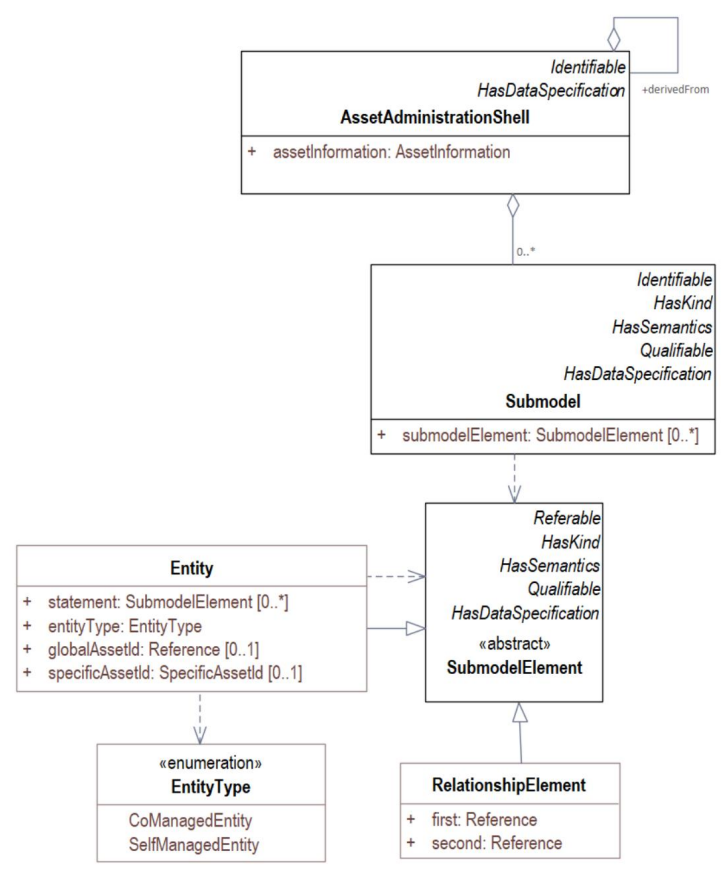 Identifiable
HasDataSpecification
+derivedFrom
AssetAdministrationShell
+ assetInformation: AssetInformation
0..*
Identifiable
HasKind
HasSemantics
Qualifiable
HasDataSpecification
Submodel
+ submodelElement: SubmodelElement [0..*]
Referable
HasKind
HasSemantics
Qualifiable
HasDataSpecification
«abstract»
SubmodelElement
Entity
+ statement: SubmodelElement [0..*]
+ entityType: EntityType
+ globalAssetId: Reference [0..1]
+ specificAssetId: SpecificAssetId [0..1]
«enumeration»
EntityType
CoManagedEntity
SelfManagedEntity
RelationshipElement
+ first: Reference
+ second: Reference